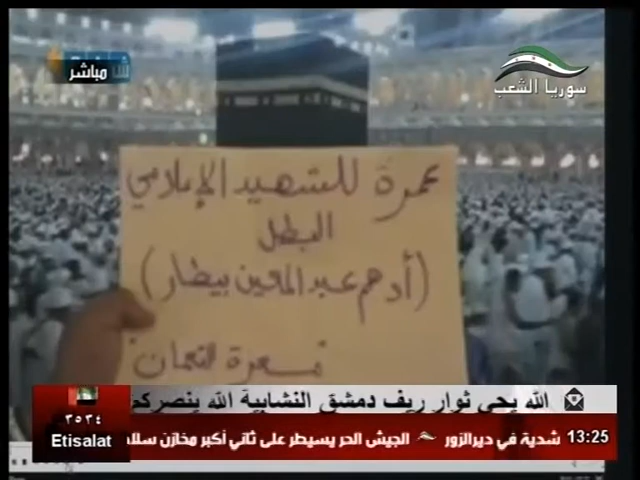 مباشر
سوريا الشعب
عمرة للشهيد الإعلامي
البطل
(أدهم عبد المعين بيطار)
معرة النعمان
الله يحي ثوار ريف دمشق النشابية الله ينصركم
٣٥٣٤
Etisalat
شدية في ديرالزور
الجيش الحر يسيطر على ثاني أكبر مخازن سلاح
13:25